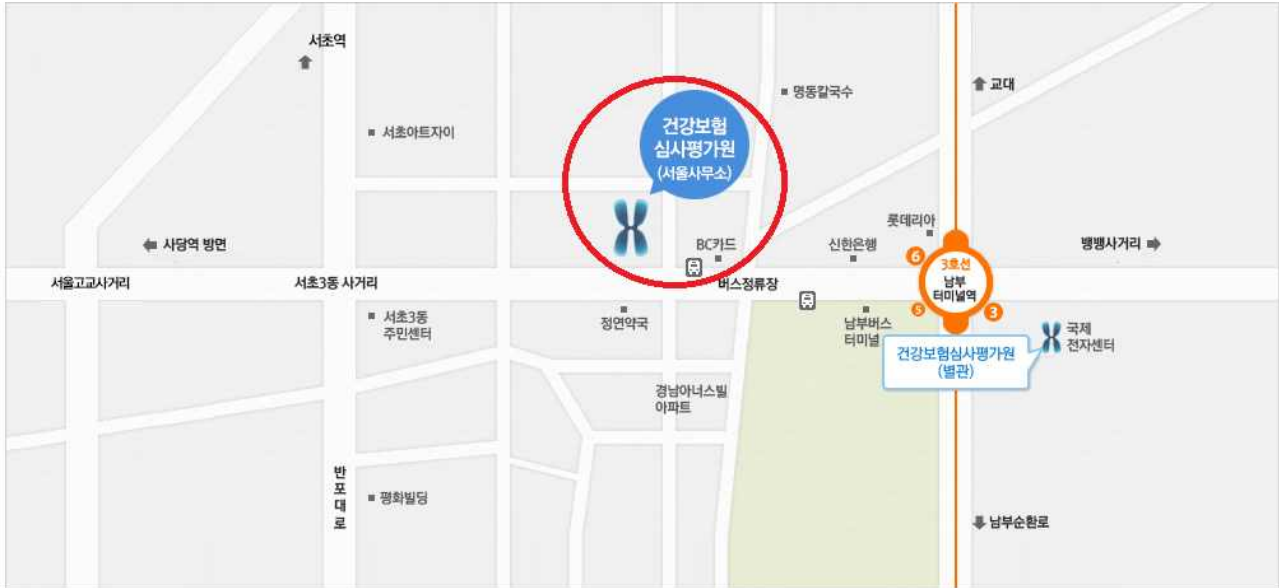 서초역
교대
명동칼국수
건강보험
심사평가원
(서울사무소)
서초아트자이
롯데리아
사당역 방면
BC카드
신한은행
뱅뱅사거리
6
3호선
남부
터미널역
서울고교사거리
서초3동 사거리
버스정류장
5
3
서초3동
주민센터
정연약국
남부버스
터미널
국제
전자센터
건강보험심사평가원
(별관)
경남아너스빌
아파트
반포대로
평화빌딩
남부순환로